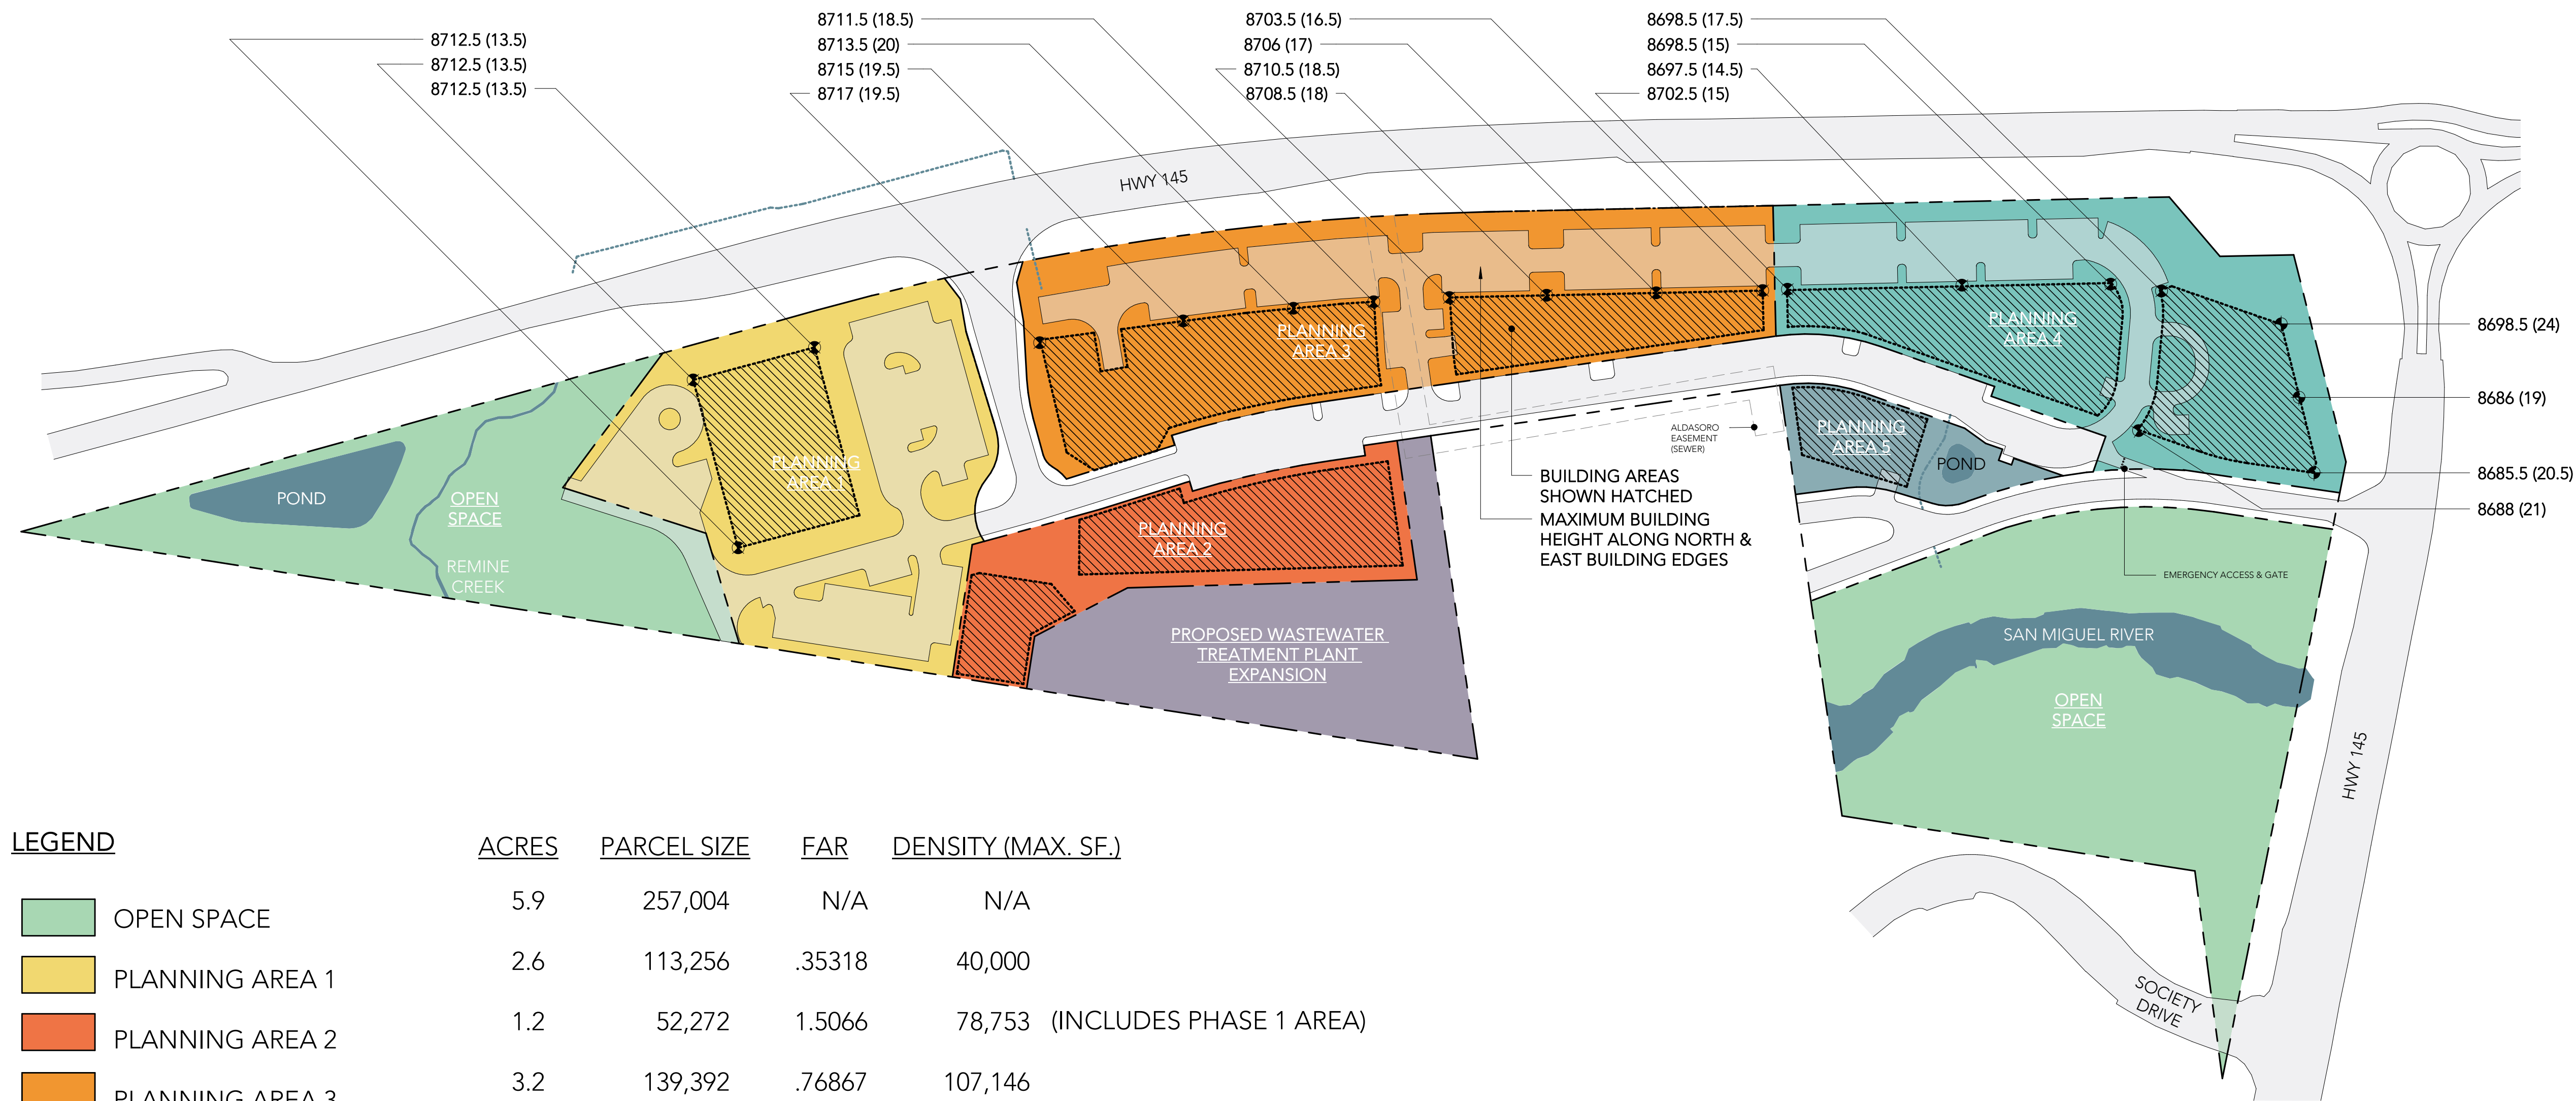 8712.5 (13.5)
8712.5 (13.5)
8712.5 (13.5)
8711.5 (18.5)
8713.5 (20)
8715 (19.5)
8717 (19.5)
8703.5 (16.5)
8706 (17)
8710.5 (18.5)
8708.5 (18)
8698.5 (17.5)
8698.5 (15)
8697.5 (14.5)
8702.5 (15)
HWY 145
8698.5 (24)
8686 (19)
8685.5 (20.5)
8688 (21)
PLANNING
AREA 3
PLANNING
AREA 4
PLANNING
AREA 1
PLANNING
AREA 5
POND
ALDASORO
EASEMENT
(SEWER)
POND
OPEN
SPACE
REMINE
CREEK
PLANNING
AREA 2
BUILDING AREAS
SHOWN HATCHED
MAXIMUM BUILDING
HEIGHT ALONG NORTH &
EAST BUILDING EDGES
EMERGENCY ACCESS & GATE
PROPOSED WASTEWATER
TREATMENT PLANT
EXPANSION
SAN MIGUEL RIVER
OPEN
SPACE
HWY 145
SOCIETY
DRIVE
LEGEND
ACRES PARCEL SIZE FAR DENSITY (MAX. SF.)
OPEN SPACE 5.9 257,004 N/A N/A
PLANNING AREA 1 2.6 113,256 .35318 40,000
PLANNING AREA 2 1.2 52,272 1.5066 78,753 (INCLUDES PHASE 1 AREA)
PLANNING AREA 3 3.2 139,392 .76867 107,146